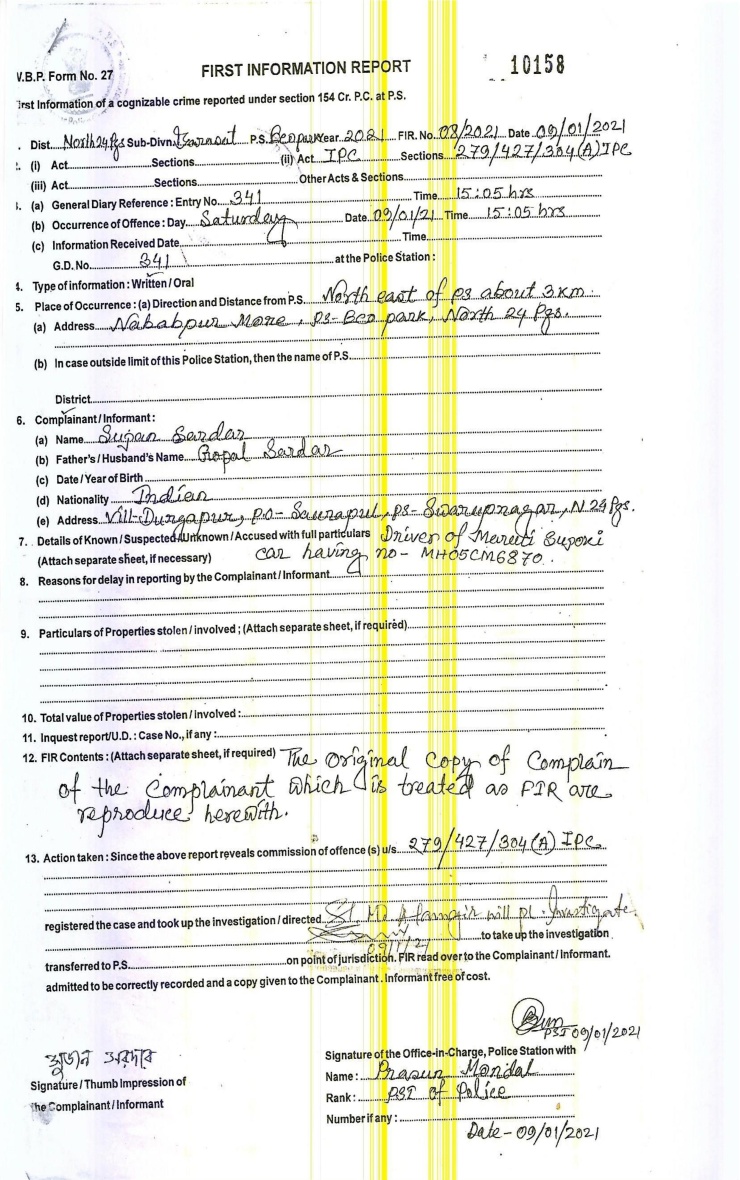 V.B.P. Form No. 27
FIRST INFORMATION REPORT
10158
First Information of a cognizable crime reported under section 154 Cr. P.C. at P.S.
. Dist. North 24 Pgs Sub-Divn. Barasat P.S. Eco park Year. 2021 FIR. No. 08/2021 Date 09/01/2021
(i) Act Sections (ii) Act IPC Sections 279/427/304(A) IPC
(iii) Act Sections Other Acts & Sections
(a) General Diary Reference : Entry No. 341 Time 15:05 hrs
(b) Occurrence of Offence : Day Saturday Date 09/01/21 Time 15:05 hrs
(c) Information Received Date Time
G.D. No. 341 at the Police Station :
4. Type of information : Written / Oral
5. Place of Occurrence : (a) Direction and Distance from P.S. North east of ps about 3 km.
(a) Address Nababpur More, PS- Eco park, North 24 Pgs.
(b) In case outside limit of this Police Station, then the name of P.S.
District
6. Complainant / Informant :
(a) Name Sujan Sardar
(b) Father's / Husband's Name Gopal Sardar
(c) Date / Year of Birth
(d) Nationality Indian
(e) Address Vill- Durgapur, PO- , PS- Swarupnagar, N. 24 Pgs.
7. Details of Known / Suspected / Unknown / Accused with full particulars Driver of Maruti Suzuki
(Attach separate sheet, if necessary) car having no - MH05CM6870.
8. Reasons for delay in reporting by the Complainant / Informant
9. Particulars of Properties stolen / involved ; (Attach separate sheet, if required)
10. Total value of Properties stolen / involved :
11. Inquest report/U.D. : Case No., if any :
12. FIR Contents : (Attach separate sheet, if required) The original copy of Complain
of the Complainant which is treated as FIR are
reproduce herewith.
13. Action taken : Since the above report reveals commission of offence (s) u/s. 279/427/304(A) IPC
registered the case and took up the investigation / directed will pl. Investigate.
09/1/21 to take up the investigation
transferred to P.S. on point of jurisdiction. FIR read over to the Complainant / Informant.
admitted to be correctly recorded and a copy given to the Complainant. Informant free of cost.
PSI 09/01/2021
সুজান সরদার
Signature of the Office-in-Charge, Police Station with
Signature / Thumb Impression of
Name : Prasun Mondal
the Complainant / Informant
Rank : PSI of Police
Number if any :
Date - 09/01/2021